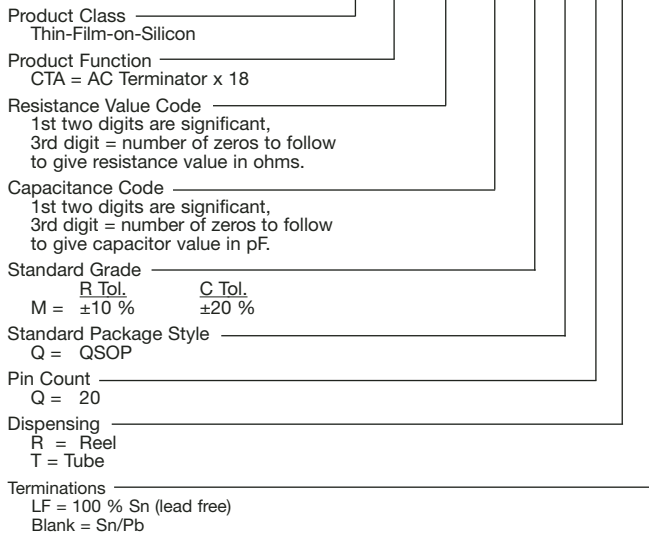 Product Class
Thin-Film-on-Silicon
Product Function
CTA = AC Terminator x 18
Resistance Value Code
1st two digits are significant,
3rd digit = number of zeros to follow
to give resistance value in ohms.
Capacitance Code
1st two digits are significant,
3rd digit = number of zeros to follow
to give capacitor value in pF.
Standard Grade
R Tol. C Tol.
M = ±10 % ±20 %
Standard Package Style
Q = QSOP
Pin Count
Q = 20
Dispensing
R = Reel
T = Tube
Terminations
LF = 100 % Sn (lead free)
Blank = Sn/Pb